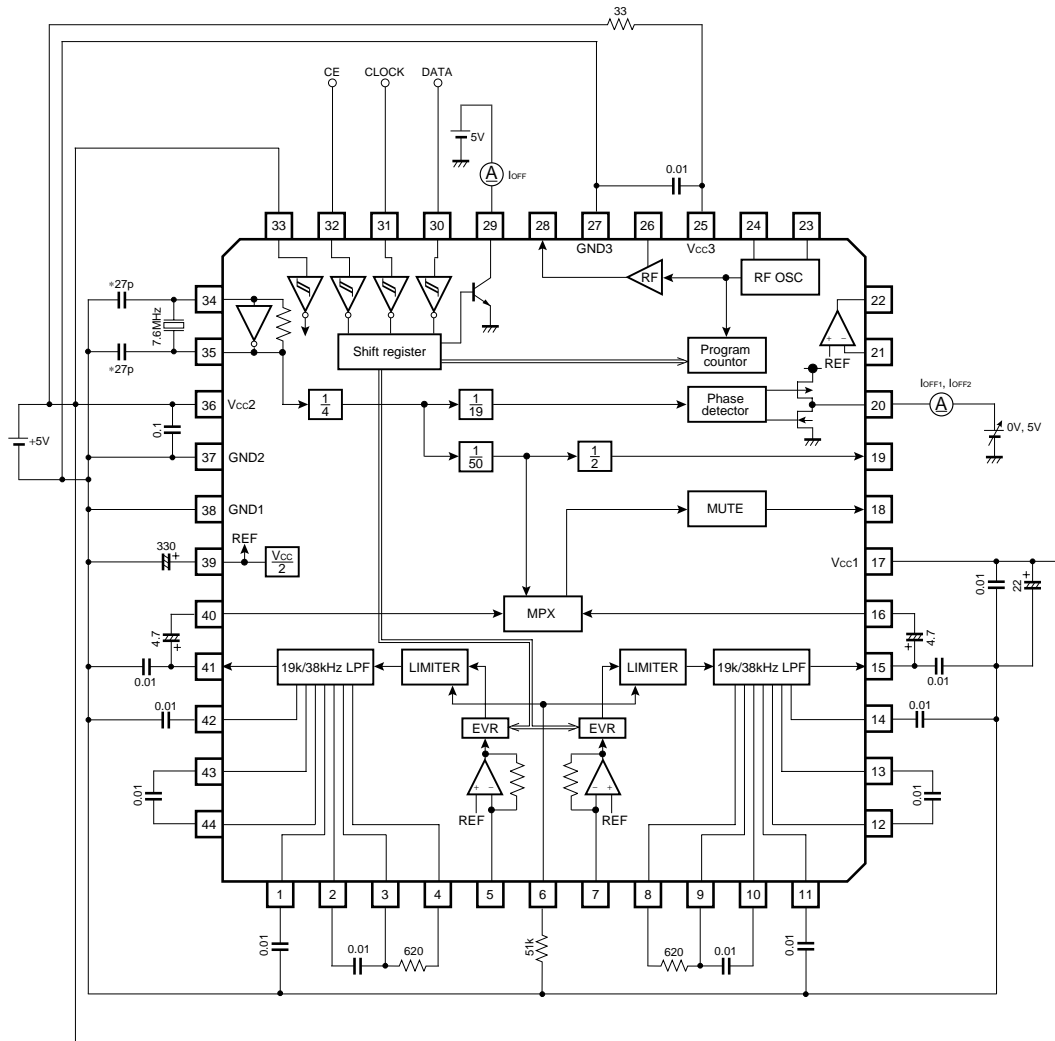 33
CE CLOCK DATA
5V
A IOFF
0.01
33 32 31 30 29 28 27 26 25 24 23
GND3 VCC3
*27p
34
7.6MHz
35
*27p
RF
RF OSC
22
+ −
REF
21
Shift register
Program
countor
36 VCC2
1
4
1
19
Phase
detector
20
IOFF1, IOFF2
A
0V, 5V
+5V
0.1
37 GND2
1
50
1
2
19
38 GND1
MUTE
18
330
+
39
REF
VCC
2
VCC1
17
0.01
22
+
40
MPX
16
4.7
+
4.7
+
41
0.01
19k/38kHz LPF
LIMITER
LIMITER
19k/38kHz LPF
15
0.01
0.01
42
EVR
EVR
14
0.01
43
0.01
44
+ −
REF
− +
REF
13
0.01
12
1 2 3 4 5 6 7 8 9 10 11
0.01
0.01
620
51k
620
0.01
0.01